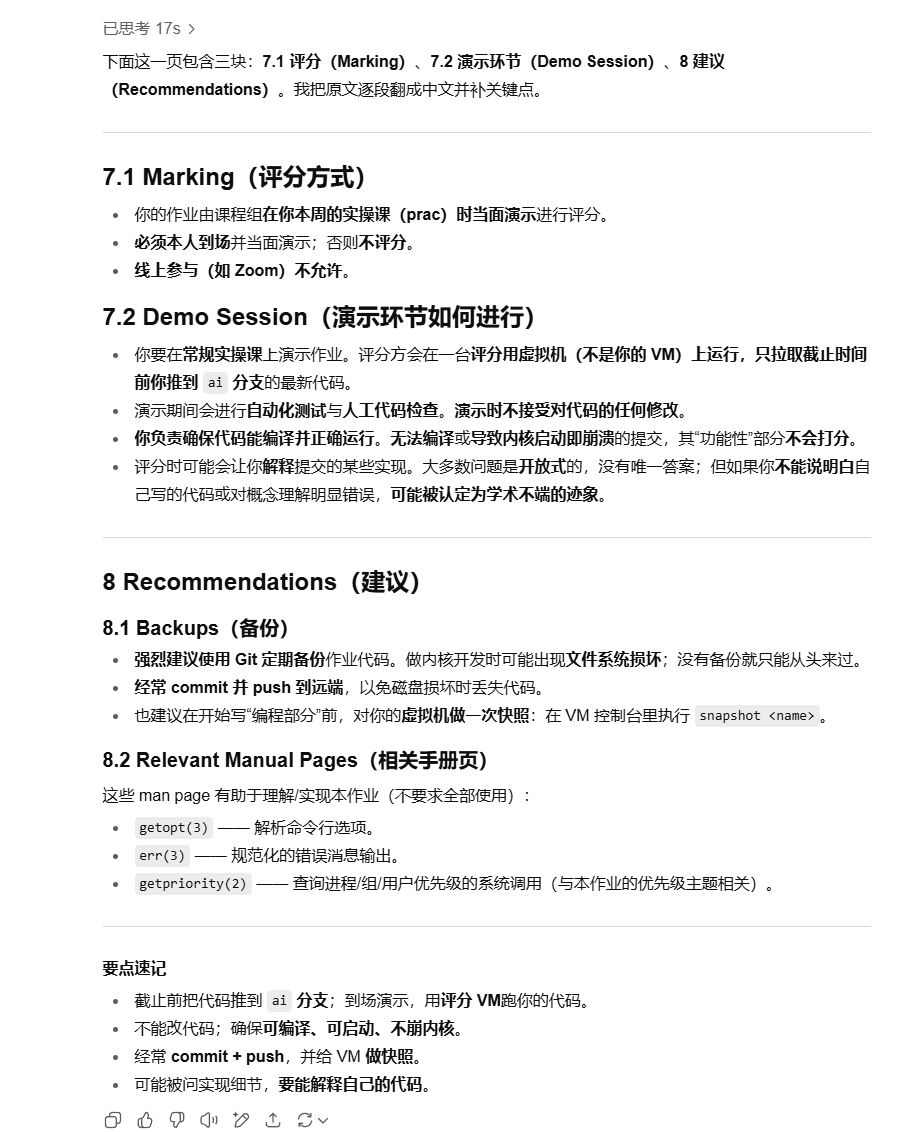 已思考 17s >
下面这一页包含三块：7.1 评分（Marking）、7.2 演示环节（Demo Session）、8 建议
（Recommendations）。我把原文逐段翻成中文并补关键点。
7.1 Marking（评分方式）
• 你的作业由课程组在你本周的实操课（prac）时当面演示进行评分。
• 必须本人到场并当面演示；否则不评分。
• 线上参与（如 Zoom）不允许。
7.2 Demo Session（演示环节如何进行）
• 你要在常规实操课上演示作业。评分方会在一台评分用虚拟机（不是你的 VM）上运行，只拉取截止时间
前你推到 ai 分支的最新代码。
• 演示期间会进行自动化测试与人工代码检查。演示时不接受对代码的任何修改。
• 你负责确保代码能编译并正确运行。无法编译或导致内核启动即崩溃的提交，其“功能性”部分不会打分。
• 评分时可能会让你解释提交的某些实现。大多数问题是开放式的，没有唯一答案；但如果你不能说明白自
己写的代码或对概念理解明显错误，可能被认定为学术不端的迹象。
8 Recommendations（建议）
8.1 Backups（备份）
• 强烈建议使用 Git 定期备份作业代码。做内核开发时可能出现文件系统损坏；没有备份就只能从头来过。
• 经常 commit 并 push 到远端，以免磁盘损坏时丢失代码。
• 也建议在开始写“编程部分”前，对你的虚拟机做一次快照：在 VM 控制台里执行 snapshot <name>。
8.2 Relevant Manual Pages（相关手册页）
这些 man page 有助于理解/实现本作业（不要求全部使用）：
• getopt(3) —— 解析命令行选项。
• err(3) —— 规范化的错误消息输出。
• getpriority(2) —— 查询进程/组/用户优先级的系统调用（与本作业的优先级主题相关）。
要点速记
• 截止前把代码推到 ai 分支；到场演示，用评分 VM跑你的代码。
• 不能改代码；确保可编译、可启动、不崩内核。
• 经常 commit + push，并给 VM 做快照。
• 可能被问实现细节，要能解释自己的代码。